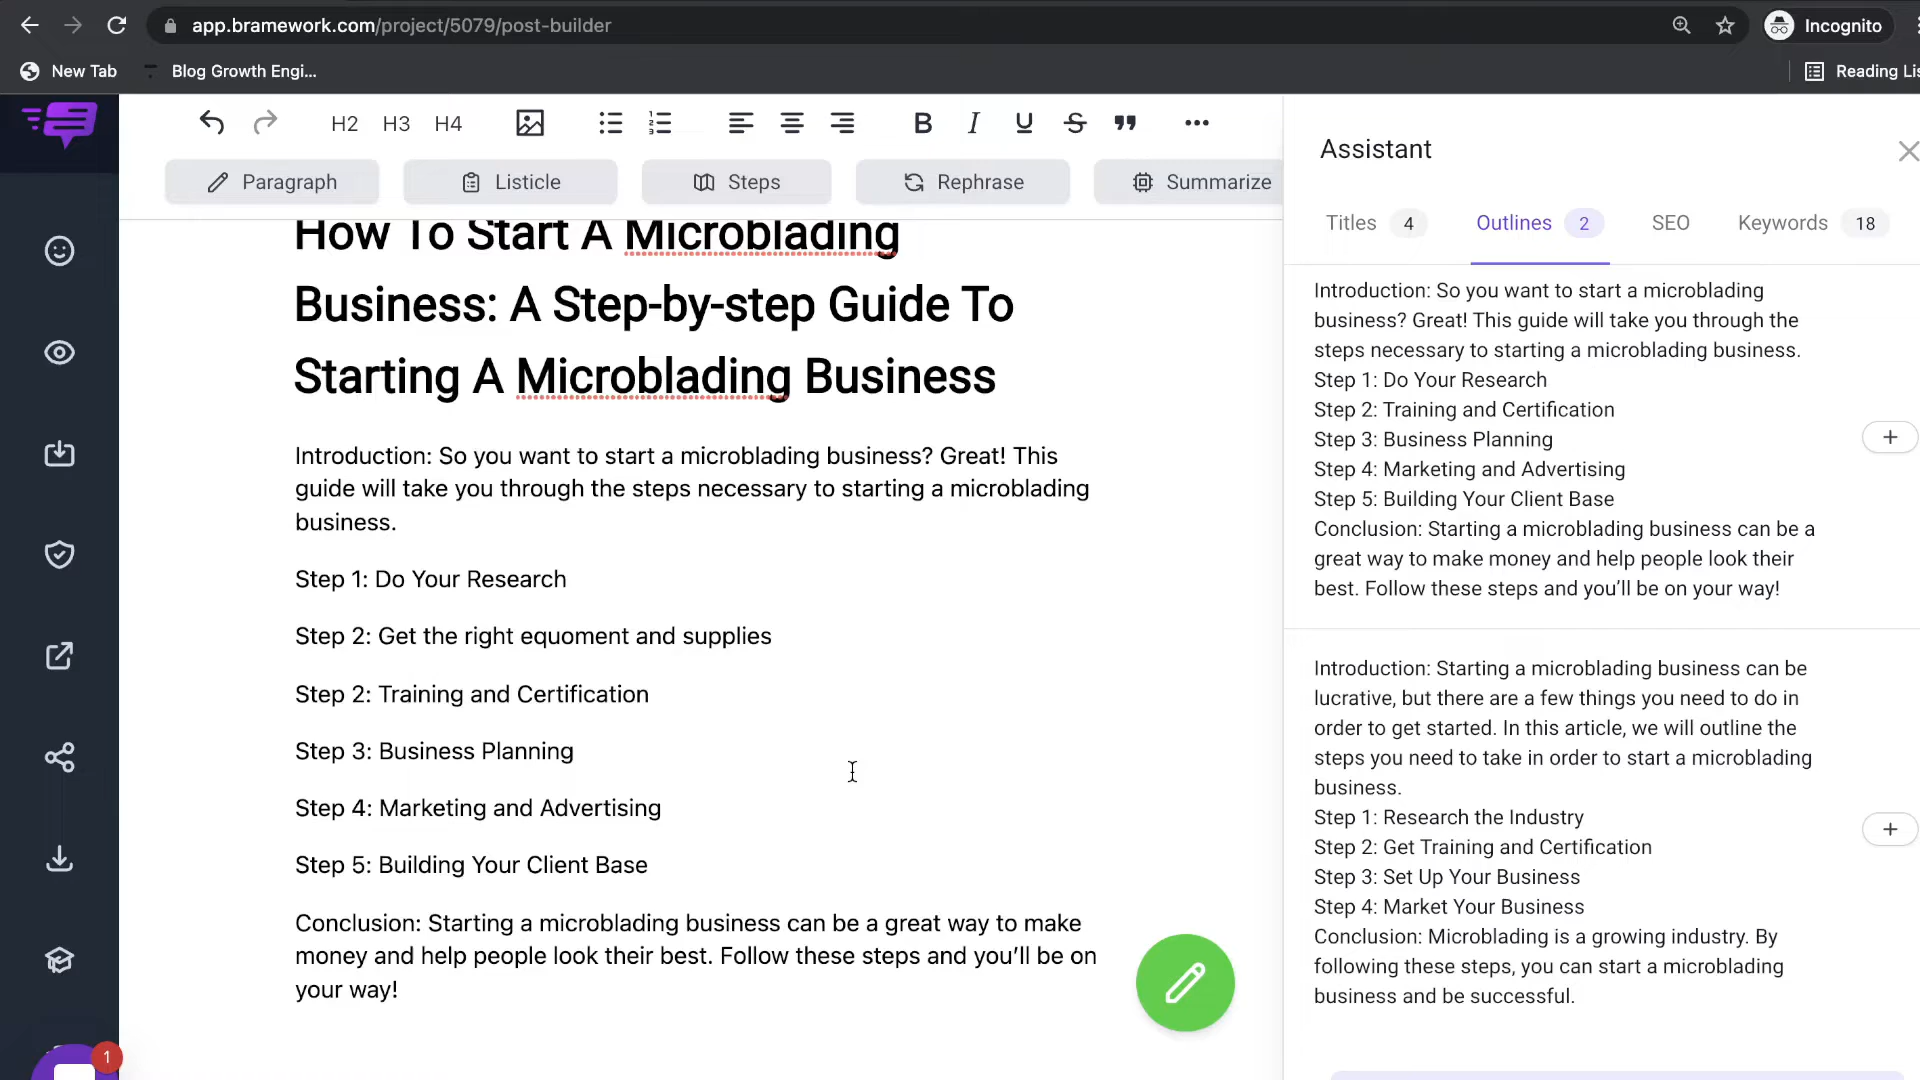 app.bramework.com/project/5079/post-builder
Incognito
New Tab
Blog Growth Engi...
Reading Lis
H2 H3 H4
B I U S
Paragraph
Listicle
Steps
Rephrase
Summarize
How To Start A Microblading
Business: A Step-by-step Guide To
Starting A Microblading Business
Introduction: So you want to start a microblading business? Great! This
guide will take you through the steps necessary to starting a microblading
business.
Step 1: Do Your Research
Step 2: Get the right equoment and supplies
Step 2: Training and Certification
Step 3: Business Planning
Step 4: Marketing and Advertising
Step 5: Building Your Client Base
Conclusion: Starting a microblading business can be a great way to make
money and help people look their best. Follow these steps and you’ll be on
your way!
1
Assistant
Titles 4
Outlines 2
SEO
Keywords 18
Introduction: So you want to start a microblading
business? Great! This guide will take you through the
steps necessary to starting a microblading business.
Step 1: Do Your Research
Step 2: Training and Certification
Step 3: Business Planning
Step 4: Marketing and Advertising
Step 5: Building Your Client Base
Conclusion: Starting a microblading business can be a
great way to make money and help people look their
best. Follow these steps and you’ll be on your way!
Introduction: Starting a microblading business can be
lucrative, but there are a few things you need to do in
order to get started. In this article, we will outline the
steps you need to take in order to start a microblading
business.
Step 1: Research the Industry
Step 2: Get Training and Certification
Step 3: Set Up Your Business
Step 4: Market Your Business
Conclusion: Microblading is a growing industry. By
following these steps, you can start a microblading
business and be successful.